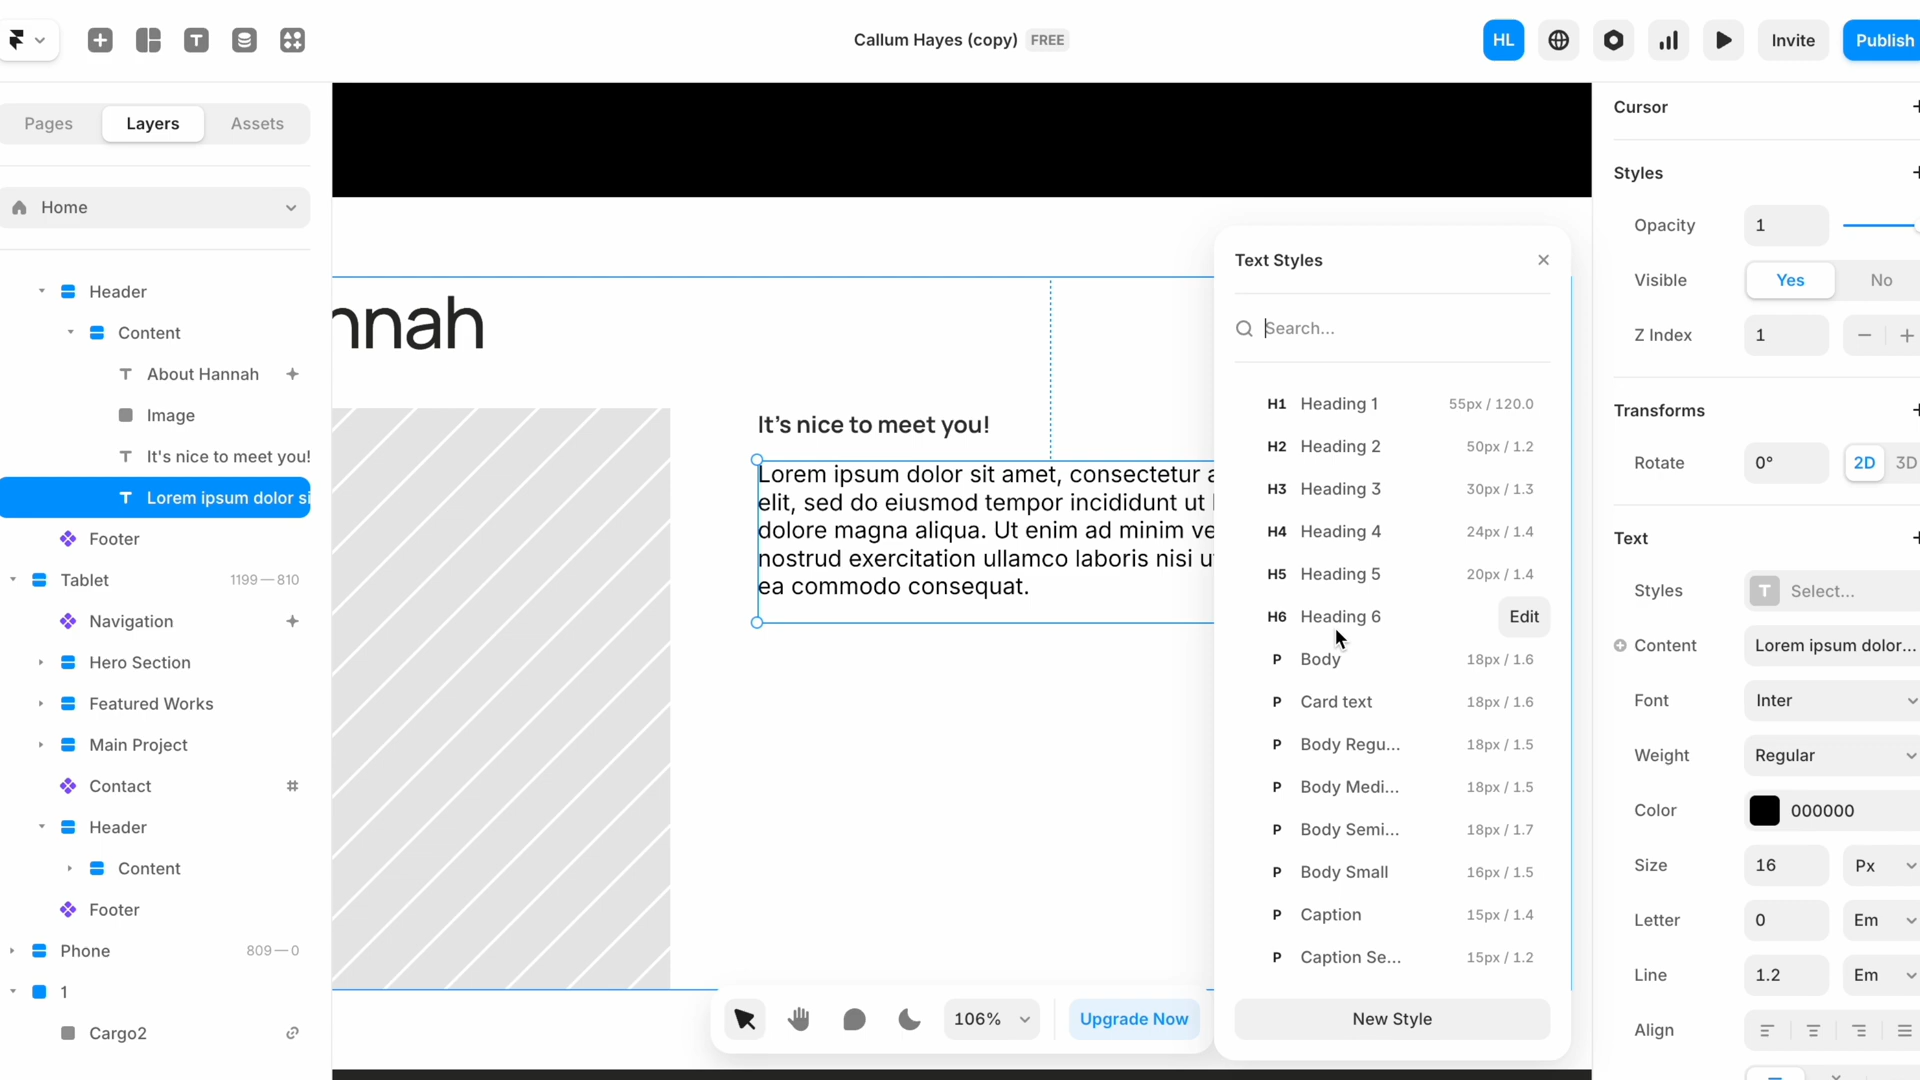 Callum Hayes (copy) FREE
HL
Invite
Publish
Pages
Layers
Assets
Home
Header
Content
About Hannah
Image
It's nice to meet you!
Lorem ipsum dolor si
Footer
Tablet 1199 — 810
Navigation
Hero Section
Featured Works
Main Project
Contact
Header
Content
Footer
Phone 809 — 0
1
Cargo2
nnah
It's nice to meet you!
Lorem ipsum dolor sit amet, consectetur a
elit, sed do eiusmod tempor incididunt ut l
dolore magna aliqua. Ut enim ad minim ve
nostrud exercitation ullamco laboris nisi u
ea commodo consequat.
106%
Upgrade Now
Text Styles
Search...
H1 Heading 1 55px / 120.0
H2 Heading 2 50px / 1.2
H3 Heading 3 30px / 1.3
H4 Heading 4 24px / 1.4
H5 Heading 5 20px / 1.4
H6 Heading 6 Edit
P Body 18px / 1.6
P Card text 18px / 1.6
P Body Regu... 18px / 1.5
P Body Medi... 18px / 1.5
P Body Semi... 18px / 1.7
P Body Small 16px / 1.5
P Caption 15px / 1.4
P Caption Se... 15px / 1.2
New Style
Cursor
Styles
Opacity 1
Visible Yes No
Z Index 1
Transforms
Rotate 0° 2D 3D
Text
Styles T Select...
Content Lorem ipsum dolor...
Font Inter
Weight Regular
Color 000000
Size 16 Px
Letter 0 Em
Line 1.2 Em
Align